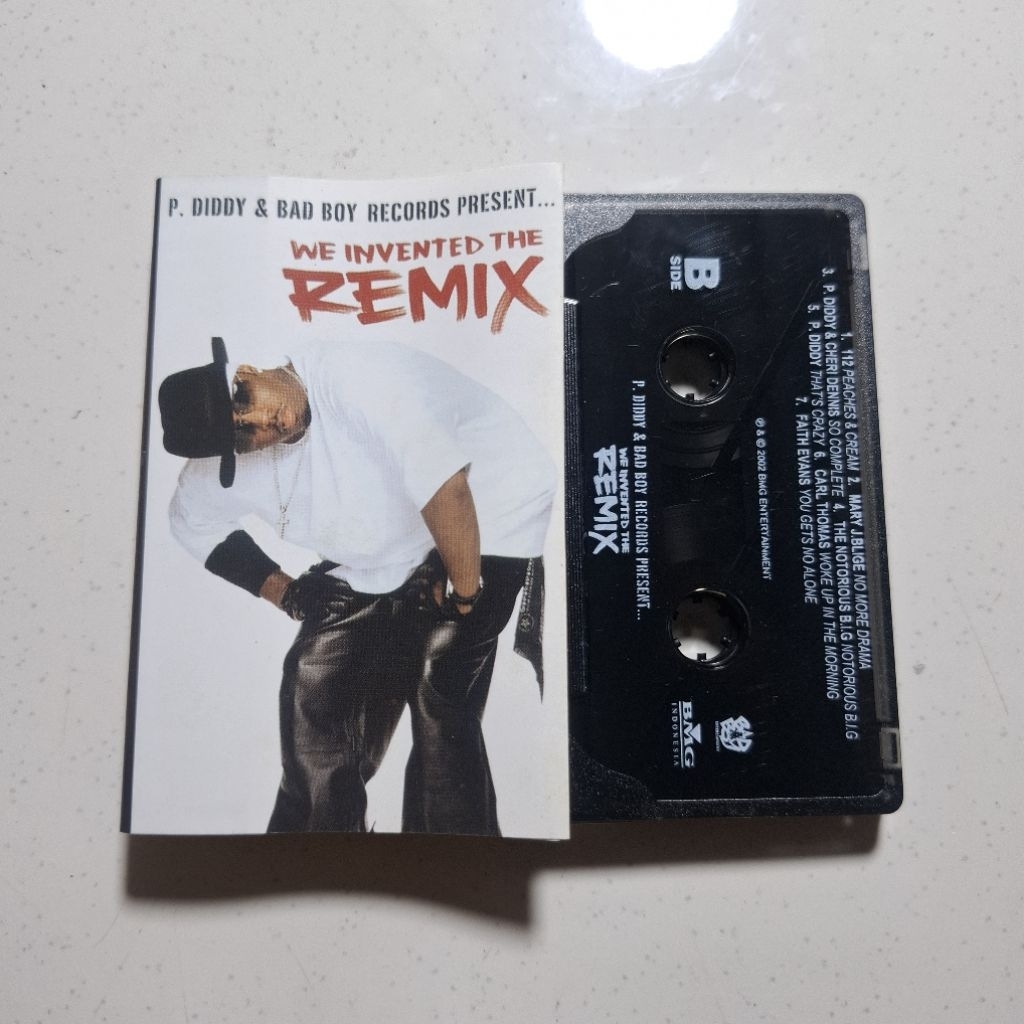 P. DIDDY & BAD BOY RECORDS PRESENT...
WE INVENTED THE
REMIX
B
SIDE
1. 112 PEACHES & CREAM 2. MARY J.BLIGE NO MORE DRAMA
3. P. DIDDY & CHERI DENNIS SO COMPLETE 4. THE NOTORIOUS B.I.G NOTORIOUS B.I.G
5. P. DIDDY THAT'S CRAZY 6. CARL THOMAS WOKE UP IN THE MORNING
7. FAITH EVANS YOU GETS NO ALONE
℗ & © 2002 BMG ENTERTAINMENT
WE INVENTED THE
REMIX
P. DIDDY & BAD BOY RECORDS PRESENT...
BMG
INDONESIA